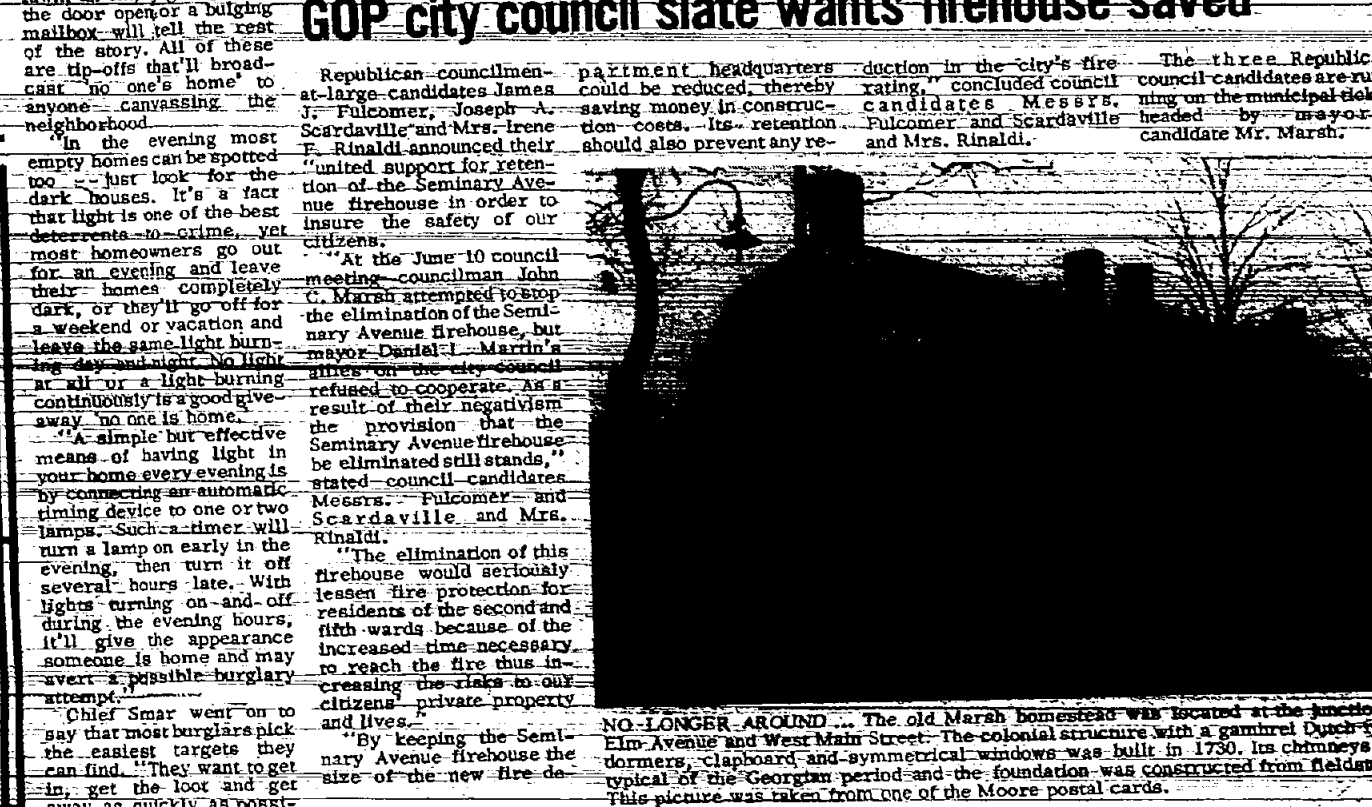 the door open, or a bulging
mailbox will tell the rest
of the story. All of these
are tip-offs that'll broad-
cast 'no one's home' to
anyone canvassing the
neighborhood.
"In the evening most
empty homes can be spotted
too -- just look for the
dark houses. It's a fact
that light is one of the best
deterrents to crime, yet
most homeowners go out
for an evening and leave
their homes completely
dark, or they'll go off for
a weekend or vacation and
leave the same light burn-
ing day and night. No light
at all or a light burning
continuously is a good give-
away 'no one is home.
"A simple but effective
means of having light in
your home every evening is
by connecting an automatic
timing device to one or two
lamps. Such a timer will
turn a lamp on early in the
evening, then turn it off
several hours late. With
lights turning on-and-off
during the evening hours,
it'll give the appearance
someone is home and may
avert a possible burglary
attempt."
Chief Smar went on to
say that most burglars pick
the easiest targets they
can find. "They want to get
in, get the loot and get
away as quickly as possi-
GOP city council slate wants firehouse saved
Republican councilmen-
at-large candidates James
J. Fulcomer, Joseph A.
Scardaville and Mrs. Irene
F. Rinaldi announced their
"united support for reten-
tion of the Seminary Ave-
nue firehouse in order to
insure the safety of our
citizens.
"At the June 10 council
meeting councilman John
C. Marsh attempted to stop
the elimination of the Semi-
nary Avenue firehouse, but
mayor Daniel L. Martin's
allies on the city council
refused to cooperate. As a
result of their negativism
the provision that the
Seminary Avenue firehouse
be eliminated still stands,"
stated council candidates
Messrs. Fulcomer and
Scardaville and Mrs.
Rinaldi.
"The elimination of this
firehouse would seriously
lessen fire protection for
residents of the second and
fifth wards because of the
increased time necessary
to reach the fire thus in-
creasing the risks to our
citizens' private property
and lives."
"By keeping the Semi-
nary Avenue firehouse the
size of the new fire de-
partment headquarters
could be reduced, thereby
saving money in construc-
tion costs. Its retention
should also prevent any re-
duction in the city's fire
rating," concluded council
candidates Messrs.
Fulcomer and Scardaville
and Mrs. Rinaldi.
The three Republic
council candidates are ru
ning on the municipal tick
headed by mayor-
candidate Mr. Marsh.
NO LONGER AROUND ... The old Marsh homestead was located at the junctio
Elm Avenue and West Main Street. The colonial structure with a gambrel Dutch
dormers, clapboard and symmetrical windows was built in 1730. Its chimneys
typical of the Georgian period and the foundation was constructed from fieldst
This picture was taken from one of the Moore postal cards.